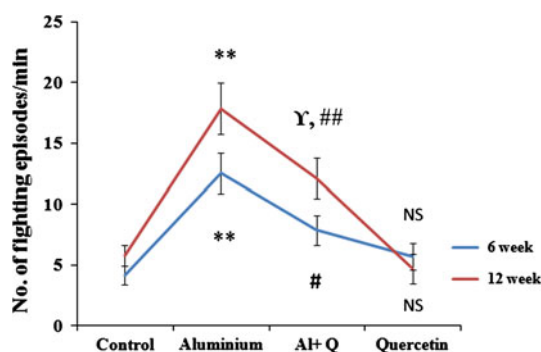 No. of fighting episodes/min
25
20
15
10
5
0
**
ϒ, ##
**
#
NS
NS
Control Aluminium Al+ Q Quercetin
6 week
12 week